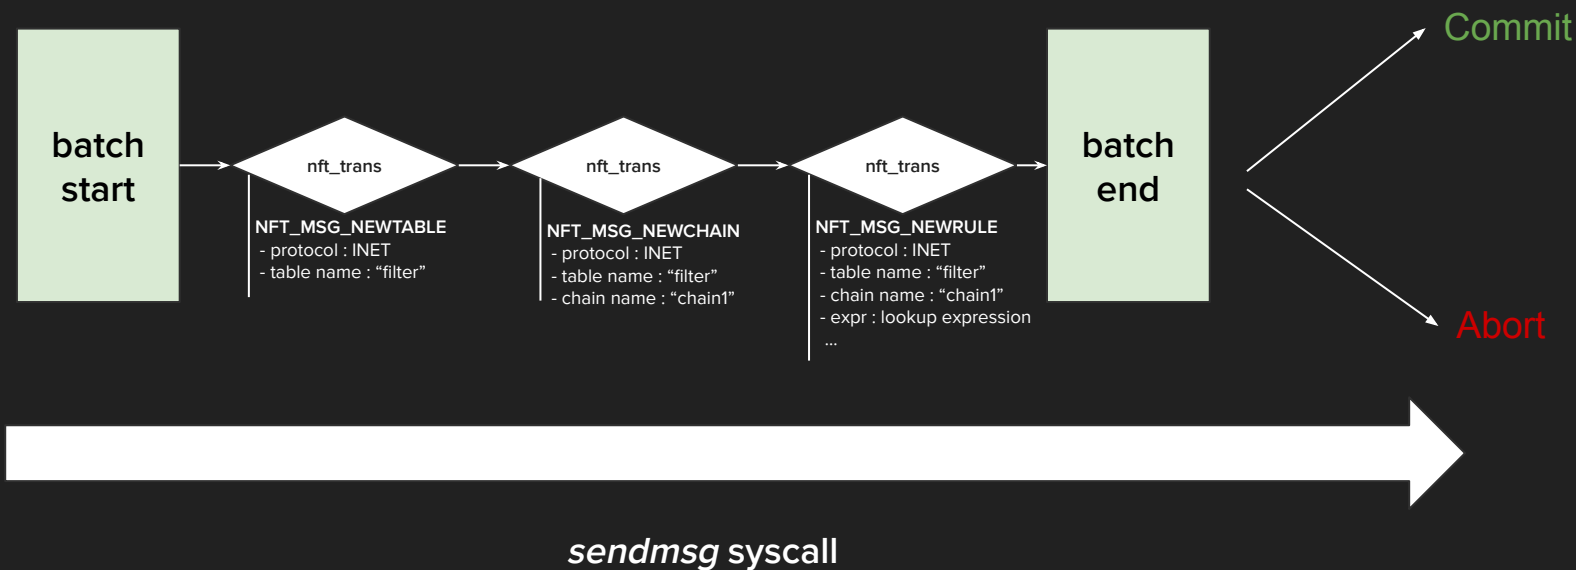 Commit
batch
start
nft_trans
NFT_MSG_NEWTABLE
- protocol : INET
- table name : “filter”
nft_trans
NFT_MSG_NEWCHAIN
- protocol : INET
- table name : “filter”
- chain name : “chain1”
nft_trans
NFT_MSG_NEWRULE
- protocol : INET
- table name : “filter”
- chain name : “chain1”
- expr : lookup expression
...
batch
end
Abort
sendmsg syscall